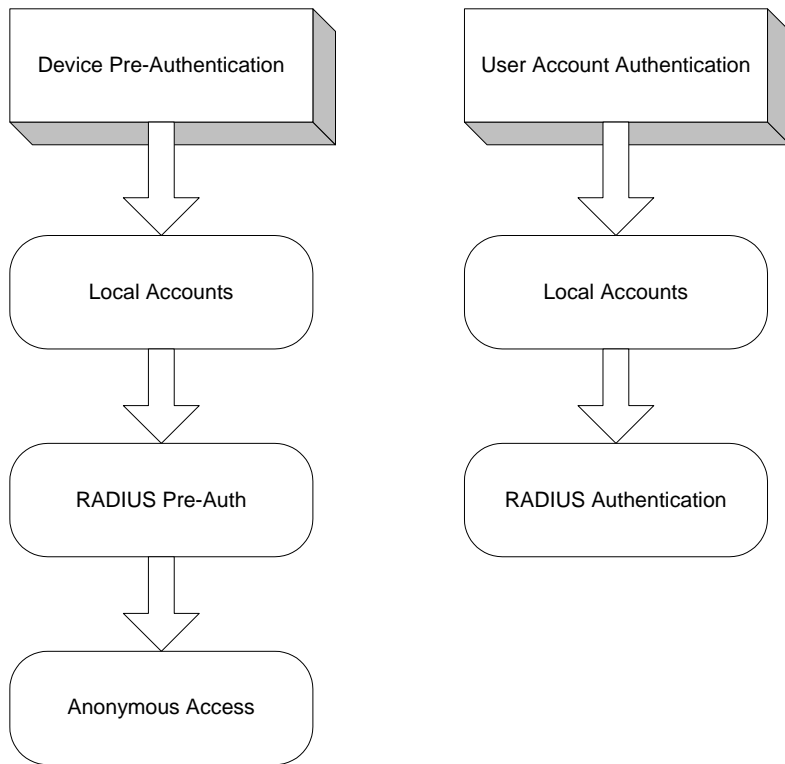 Device Pre-Authentication
User Account Authentication
Local Accounts
Local Accounts
RADIUS Pre-Auth
RADIUS Authentication
Anonymous Access